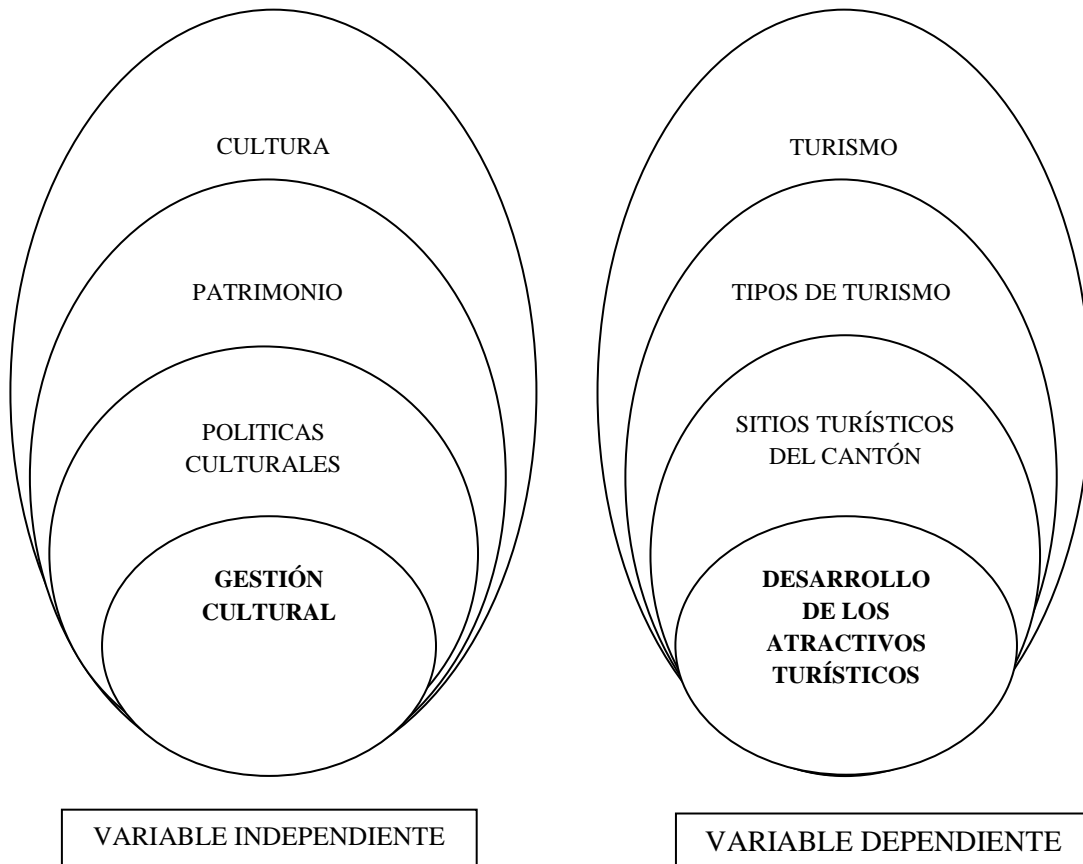 CULTURA
PATRIMONIO
POLITICAS
CULTURALES
GESTIÓN
CULTURAL
VARIABLE INDEPENDIENTE
TURISMO
TIPOS DE TURISMO
SITIOS TURÍSTICOS
DEL CANTÓN
DESARROLLO
DE LOS
ATRACTIVOS
TURÍSTICOS
VARIABLE DEPENDIENTE